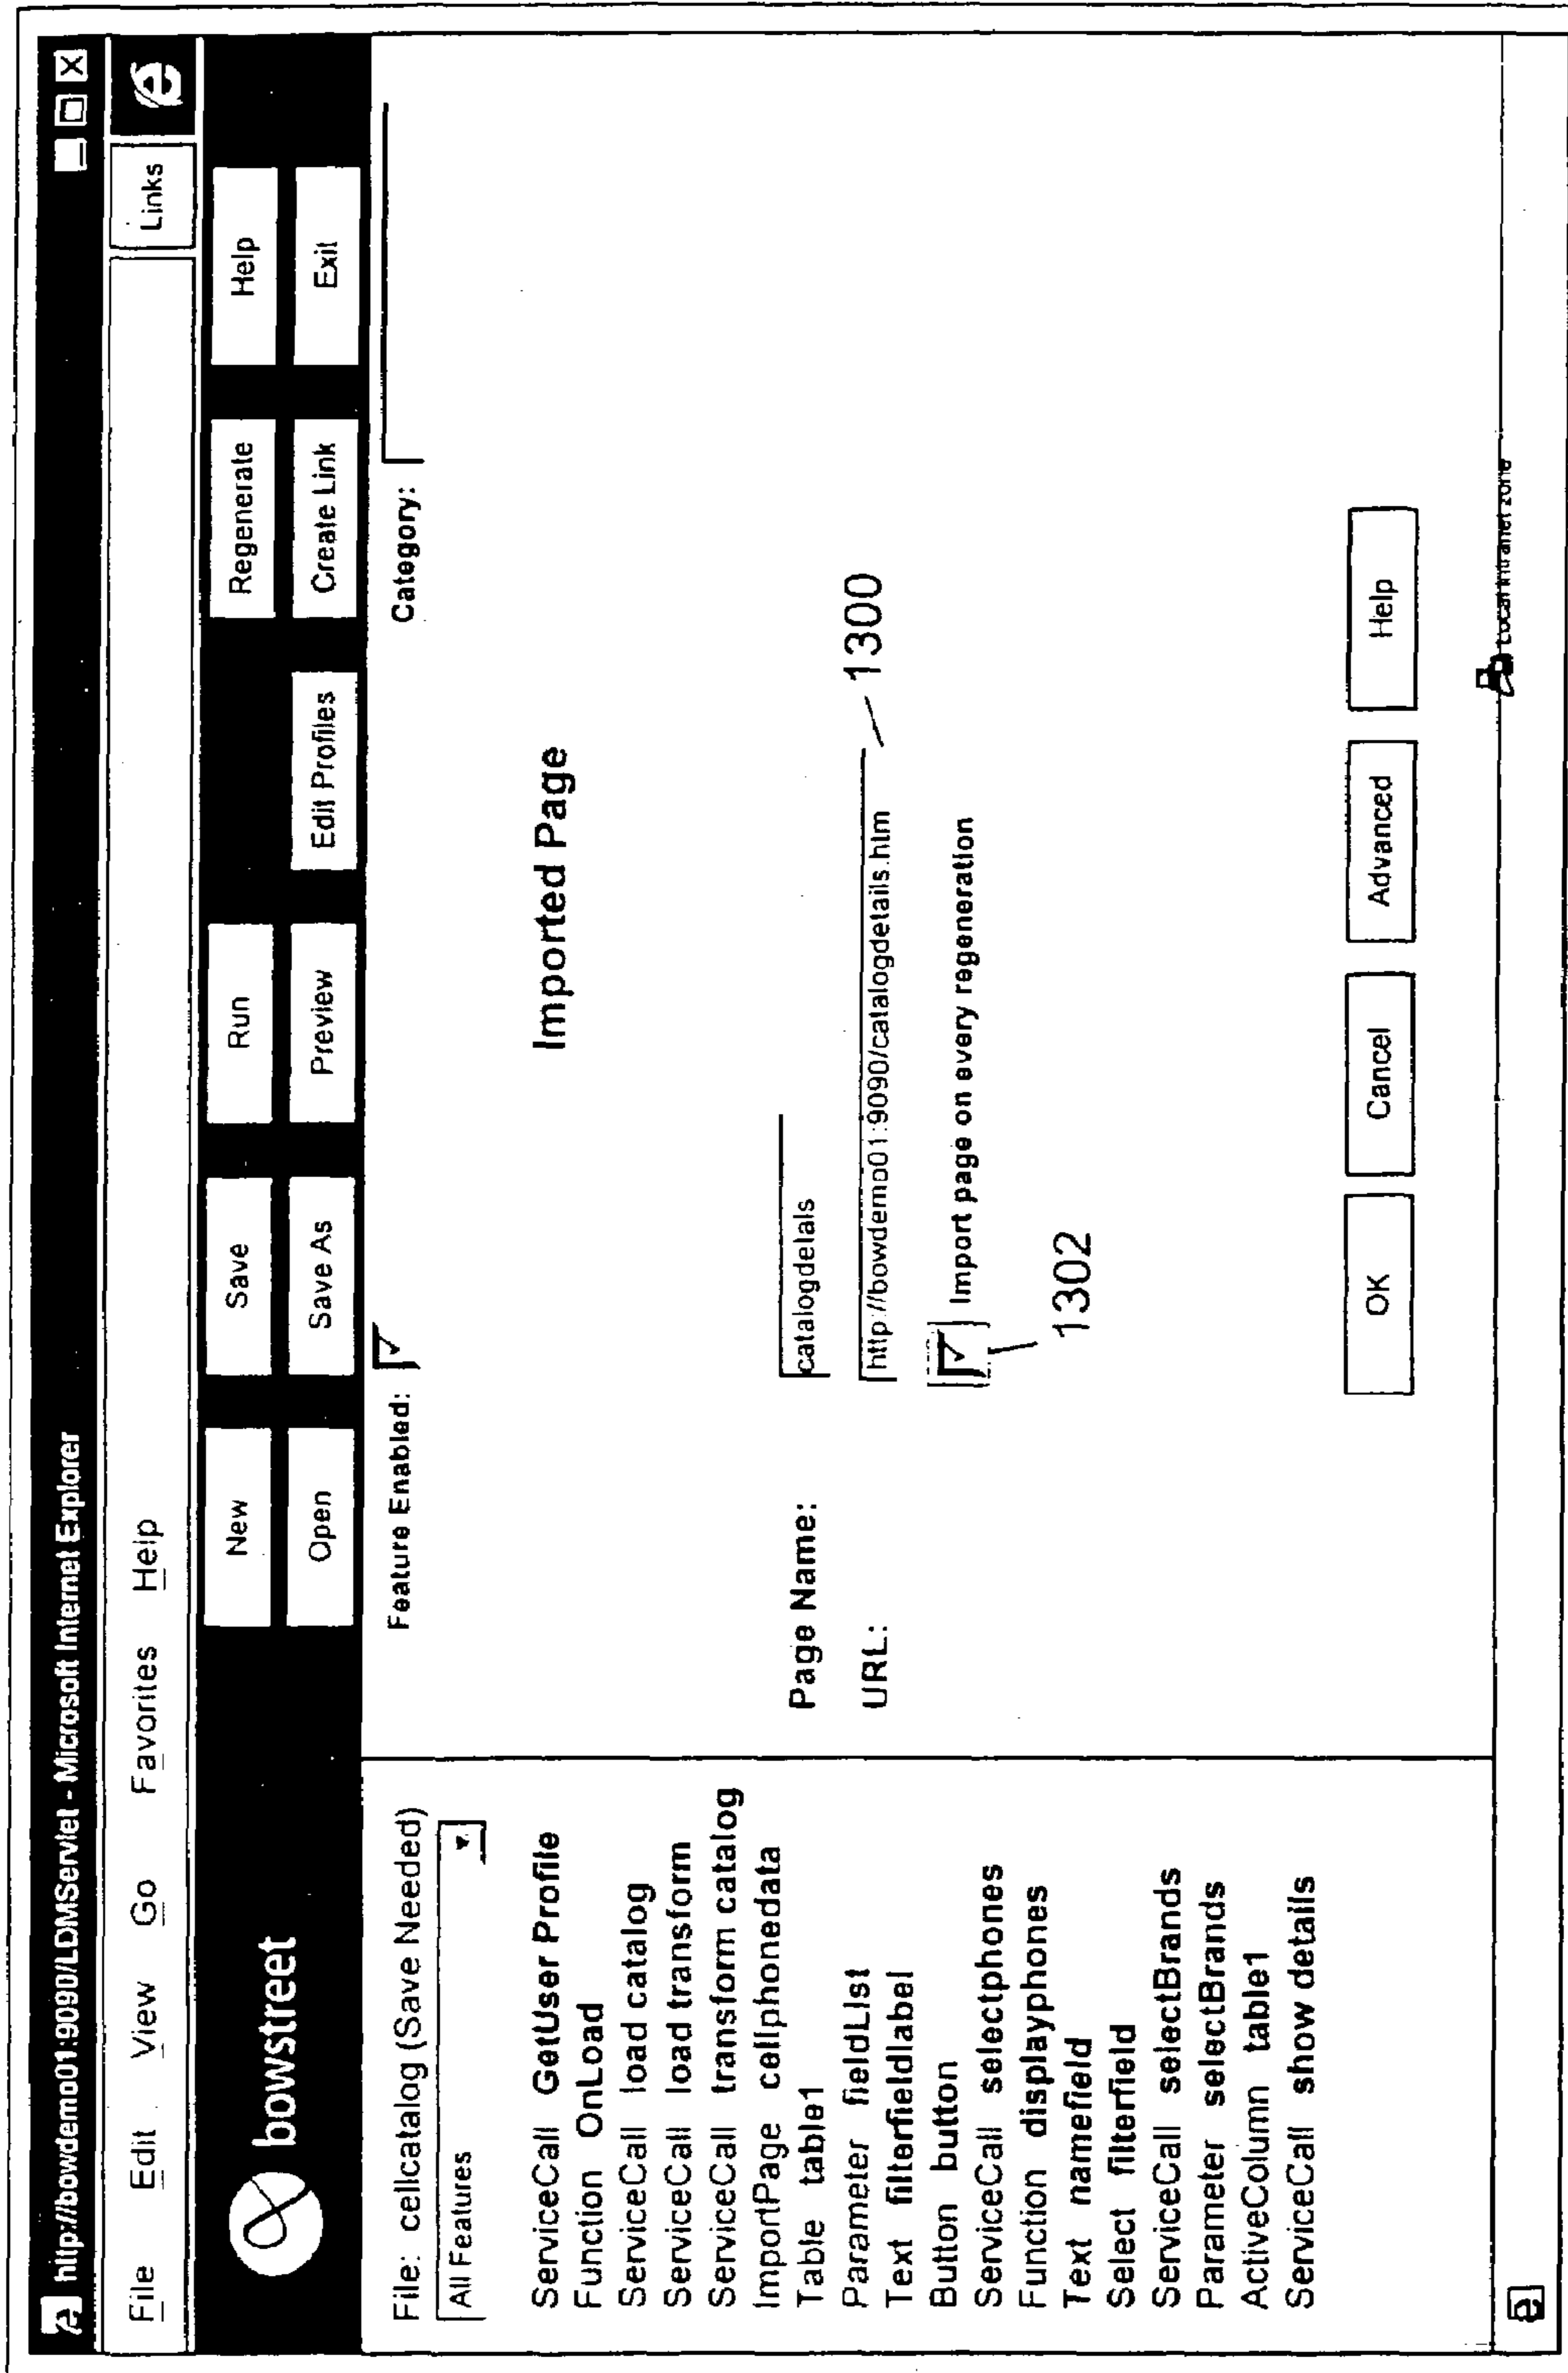 http://bowdemo01:9090/LDMServlet - Microsoft Internet Explorer
File Edit View Go Favorites Help
Links
bowstreet
New Save Run Regenerate Help
Open Save As Preview Edit Profiles Create Link Exit
File: cellcatalog (Save Needed)
All Features
Feature Enabled:
Category:
ServiceCall GetUser Profile
Function OnLoad
ServiceCall load catalog
ServiceCall load transform
ServiceCall transform catalog
ImportPage cellphonedata
Table table1
Parameter fieldList
Text filterfieldlabel
Button button
ServiceCall selectphones
Function displayphones
Text namefield
Select filterfield
ServiceCall selectBrands
Parameter selectBrands
ActiveColumn table1
ServiceCall show details
Imported Page
Page Name: catalogdelals
URL: http://bowdemo01:9090/catalogdetails.htm
1300
Import page on every regeneration
1302
OK Cancel Advanced Help
Local intranet zone